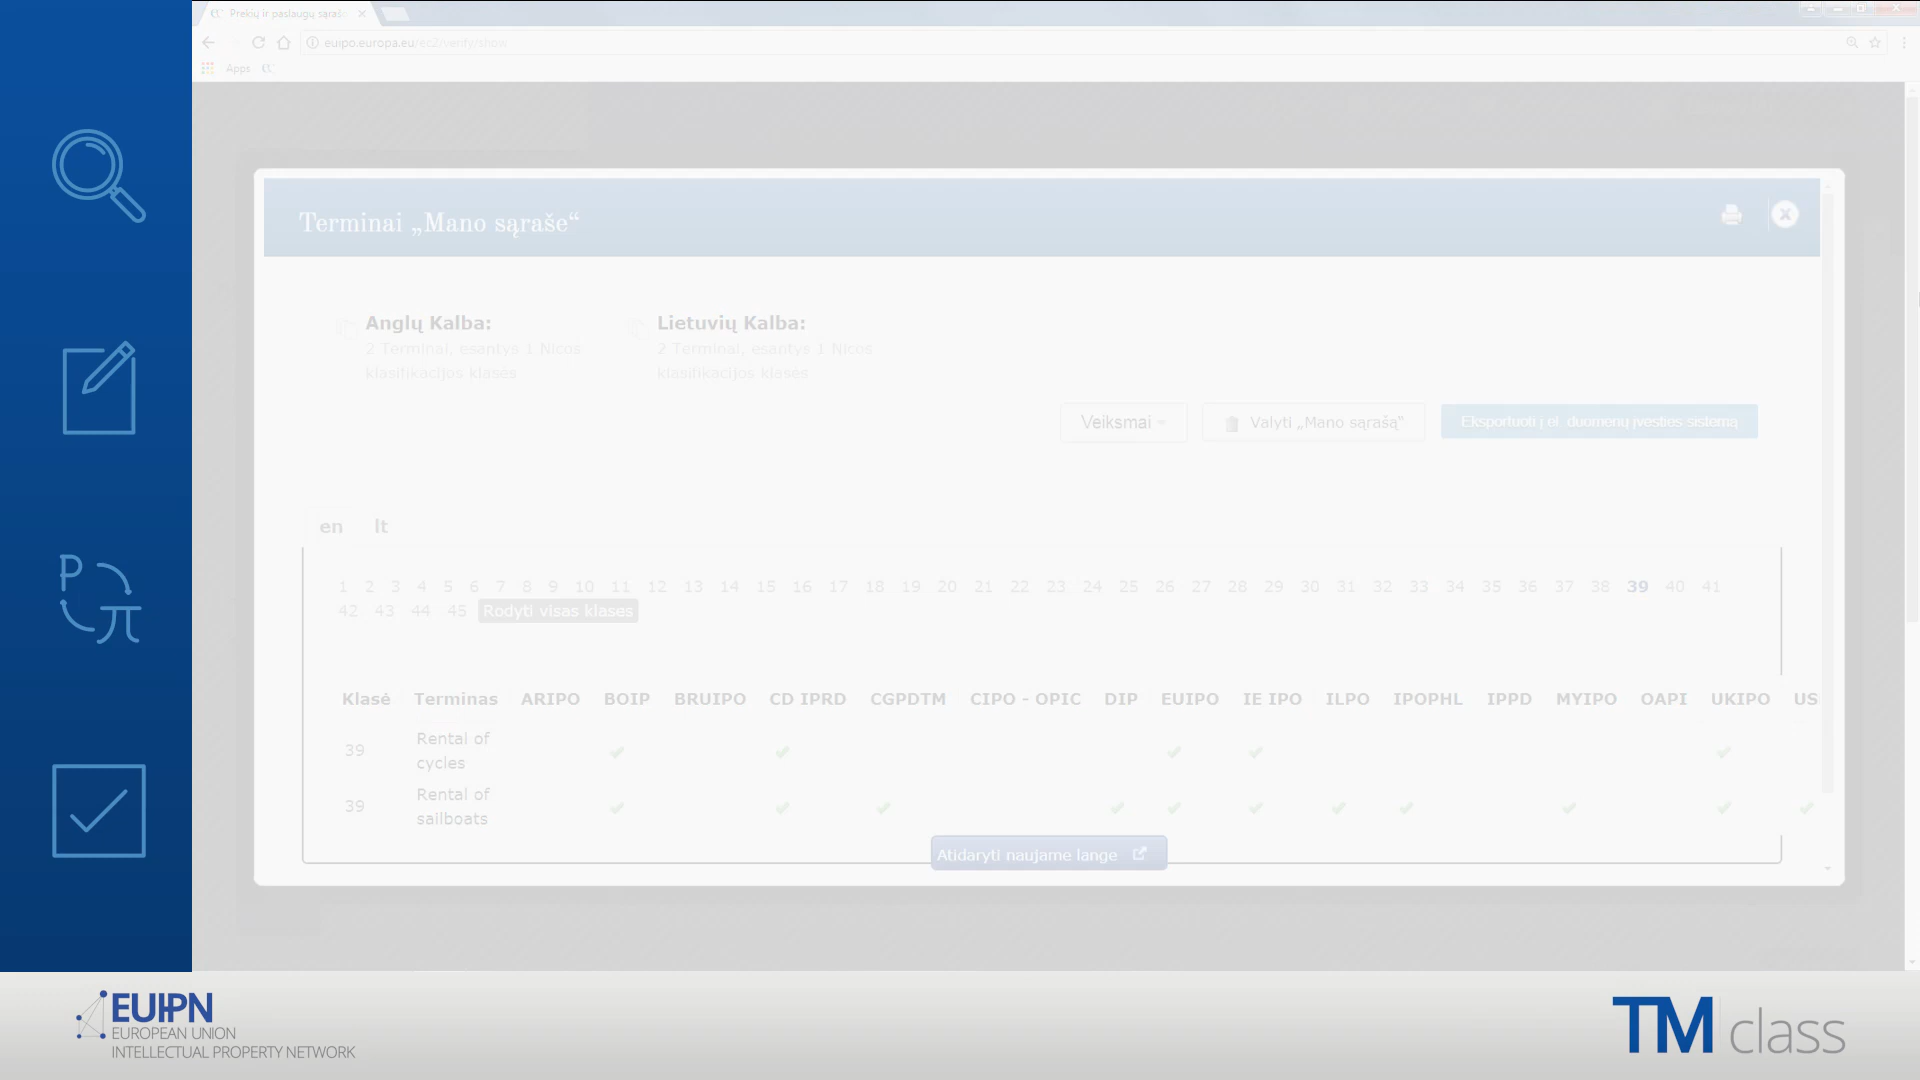 Prekių ir paslaugų sąraše
euipo.europa.eu/ec2/verify/show
Apps
Terminai „Mano sąraše“
Anglų Kalba:
2 Terminai, esantys 1 Nicos
klasifikacijos klasės
Lietuvių Kalba:
2 Terminai, esantys 1 Nicos
klasifikacijos klasės
Veiksmai
Valyti „Mano sąrašą“
Eksportuoti į el. duomenų įvesties sistemą
en lt
1 2 3 4 5 6 7 8 9 10 11 12 13 14 15 16 17 18 19 20 21 22 23 24 25 26 27 28 29 30 31 32 33 34 35 36 37 38 39 40 41
42 43 44 45 Rodyti visas klases
Klasė Terminas ARIPO BOIP BRUIPO CD IPRD CGPDTM CIPO - OPIC DIP EUIPO IE IPO ILPO IPOPHL IPPD MYIPO OAPI UKIPO US
39 Rental of
cycles
39 Rental of
sailboats
Atidaryti naujame lange
EUIPN
EUROPEAN UNION
INTELLECTUAL PROPERTY NETWORK
TM class